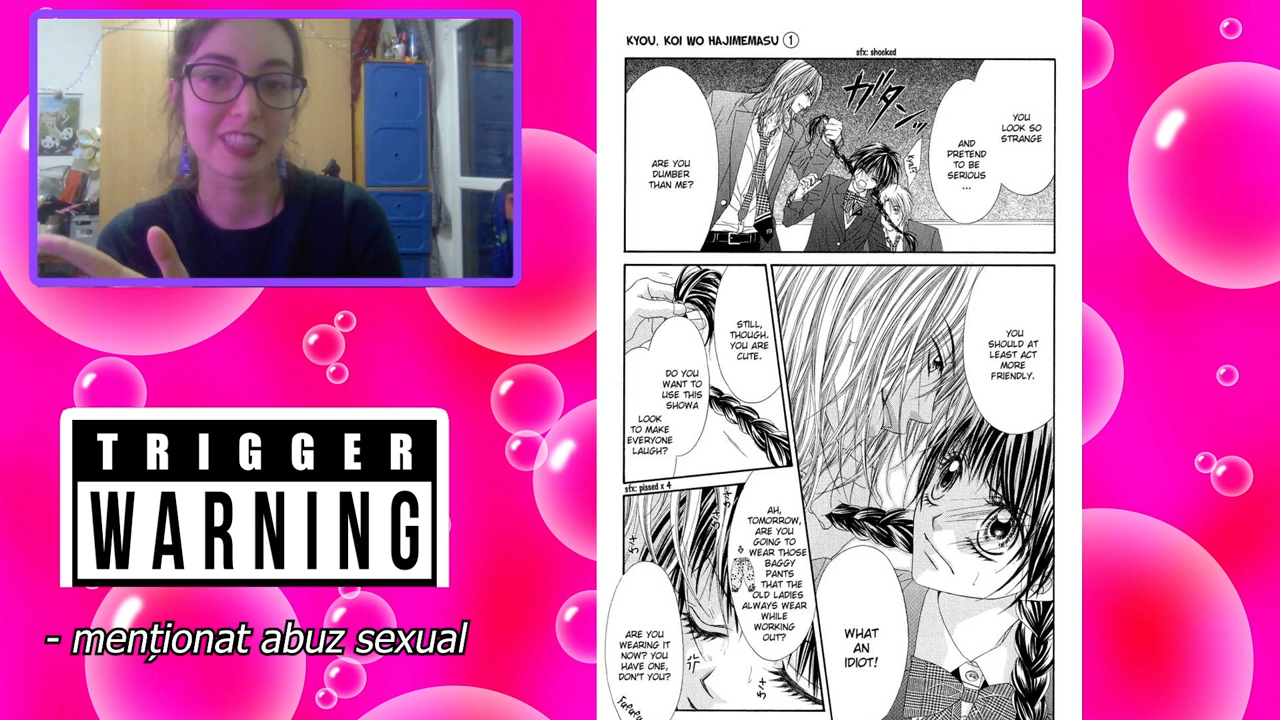 TRIGGER
WARNING
- menționat abuz sexual
KYOU, KOI WO HAJIMEMASU ①
sfx: shocked
ガタン
YOU
LOOK SO
STRANGE
AND
PRETEND
TO BE
SERIOUS
...
ARE YOU
DUMBER
THAN ME?
YOU
SHOULD AT
LEAST ACT
MORE
FRIENDLY.
STILL,
THOUGH.
YOU ARE
CUTE.
DO YOU
WANT TO
USE THIS
SHOWA
LOOK
TO MAKE
EVERYONE
LAUGH?
sfx: pissed x 4
AH,
TOMORROW,
ARE YOU
GOING TO
WEAR THOSE
BAGGY
PANTS
THAT THE
OLD LADIES
ALWAYS WEAR
WHILE
WORKING
OUT?
ARE YOU
WEARING IT
NOW? YOU
HAVE ONE,
DON'T YOU?
WHAT
AN
IDIOT!